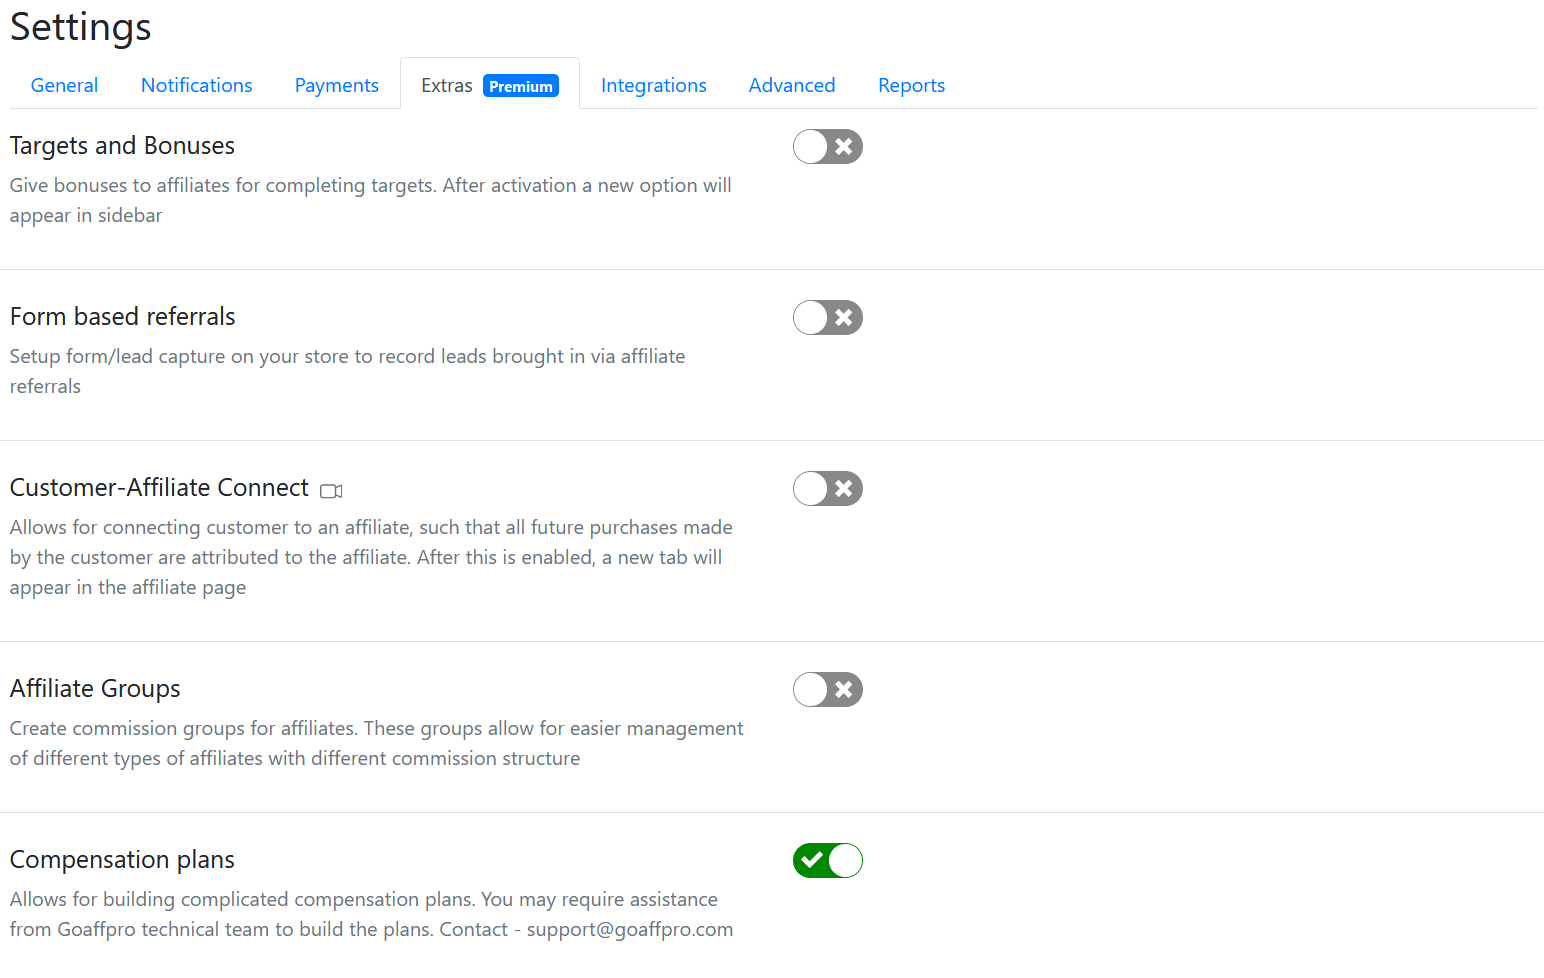 Settings
General Notifications Payments Extras Premium Integrations Advanced Reports
Targets and Bonuses
Give bonuses to affiliates for completing targets. After activation a new option will
appear in sidebar
Form based referrals
Setup form/lead capture on your store to record leads brought in via affiliate
referrals
Customer-Affiliate Connect
Allows for connecting customer to an affiliate, such that all future purchases made
by the customer are attributed to the affiliate. After this is enabled, a new tab will
appear in the affiliate page
Affiliate Groups
Create commission groups for affiliates. These groups allow for easier management
of different types of affiliates with different commission structure
Compensation plans
Allows for building complicated compensation plans. You may require assistance
from Goaffpro technical team to build the plans. Contact - support@goaffpro.com